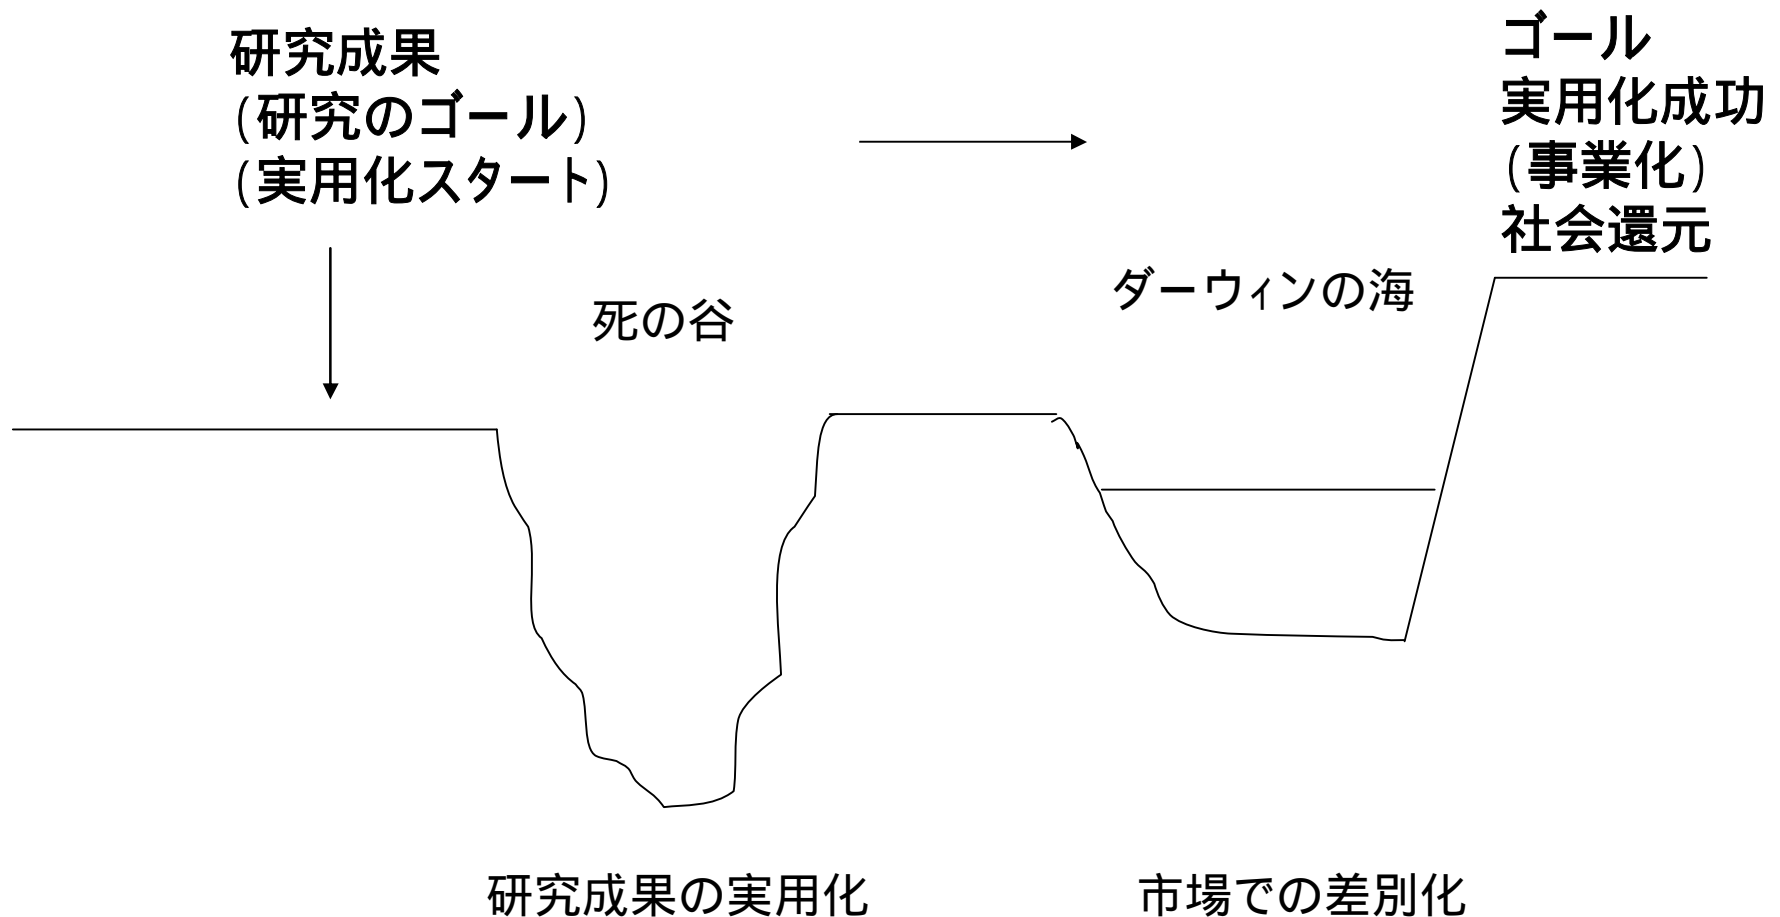 研究成果
(研究のゴール)
(実用化スタート)
ゴール
実用化成功
(事業化)
社会還元
死の谷
ダーウィンの海
研究成果の実用化
市場での差別化